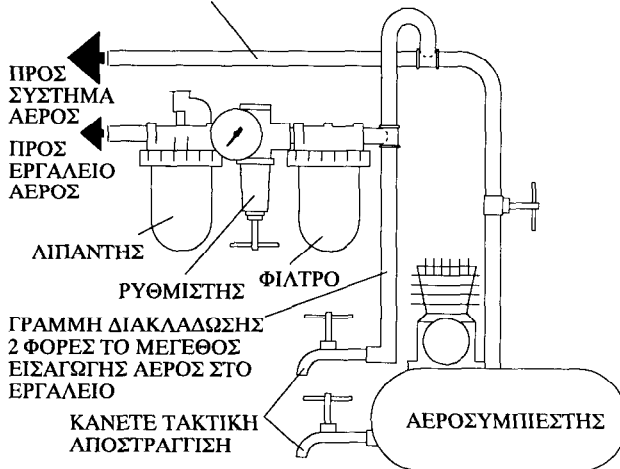 ΠΡΟΣ
ΣΥΣΤΗΜΑ
ΑΕΡΟΣ
ΠΡΟΣ
ΕΡΓΑΛΕΙΟ
ΑΕΡΟΣ
ΛΙΠΑΝΤΗΣ
ΡΥΘΜΙΣΤΗΣ
ΦΙΛΤΡΟ
ΓΡΑΜΜΗ ΔΙΑΚΛΑΔΩΣΗΣ
2 ΦΟΡΕΣ ΤΟ ΜΕΓΕΘΟΣ
ΕΙΣΑΓΩΓΗΣ ΑΕΡΟΣ ΣΤΟ
ΕΡΓΑΛΕΙΟ
ΚΑΝΕΤΕ ΤΑΚΤΙΚΗ
ΑΠΟΣΤΡΑΓΓΙΣΗ
ΑΕΡΟΣΥΜΠΙΕΣΤΗΣ